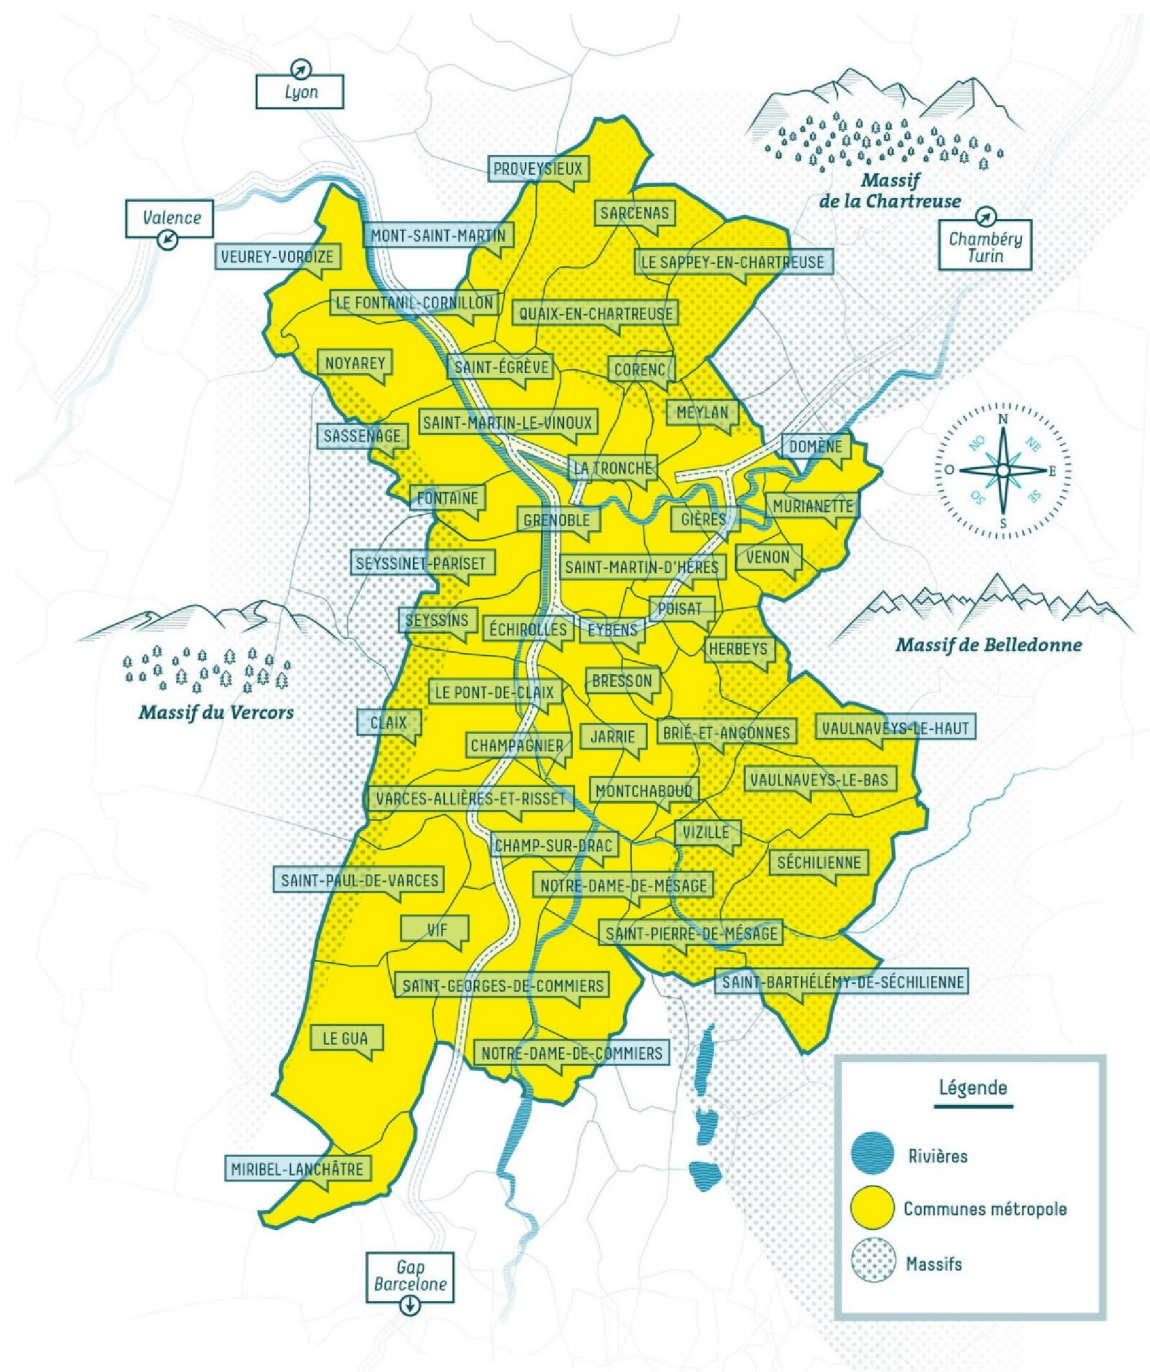 Lyon
PROVEYSIEUX
Massif
de la Chartreuse
Valence
SARCENAS
MONT-SAINT-MARTIN
Chambéry
Turin
VEUREY-VOROIZE
LE SAPPEY-EN-CHARTREUSE
LE FONTANIL-CORNILLON
QUAIX-EN-CHARTREUSE
NOYAREY
SAINT-ÉGRÈVE
CORENC
MEYLAN
SAINT-MARTIN-LE-VINOUX
SASSENAGE
DOMÈNE
N
NO
NE
O
E
SO
SE
S
LA TRONCHE
FONTAINE
MURIANETTE
GRENOBLE
GIÈRES
VENON
SEYSSINET-PARISET
SAINT-MARTIN-D'HÈRES
POISAT
SEYSSINS
ÉCHIROLLES
EYBENS
HERBEYS
Massif de Belledonne
BRESSON
LE PONT-DE-CLAIX
Massif du Vercors
CLAIX
VAULNAVEYS-LE-HAUT
BRIÉ-ET-ANGONNES
JARRIE
CHAMPAGNIER
VAULNAVEYS-LE-BAS
MONTCHABOUD
VARCES-ALLIÈRES-ET-RISSET
VIZILLE
CHAMP-SUR-DRAC
SÉCHILIENNE
SAINT-PAUL-DE-VARCES
NOTRE-DAME-DE-MÉSAGE
VIF
SAINT-PIERRE-DE-MÉSAGE
SAINT-GEORGES-DE-COMMIERS
SAINT-BARTHÉLÉMY-DE-SÉCHILIENNE
LE GUA
NOTRE-DAME-DE-COMMIERS
Légende
Rivières
MIRIBEL-LANCHÂTRE
Communes métropole
Massifs
Gap
Barcelone